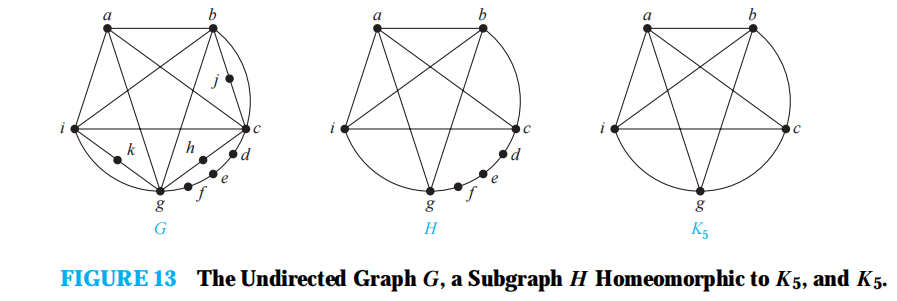 a b a b a b
j
i c i c i c
k h d d
e e
f f
g g g
G H K5
FIGURE 13 The Undirected Graph G, a Subgraph H Homeomorphic to K5, and K5.